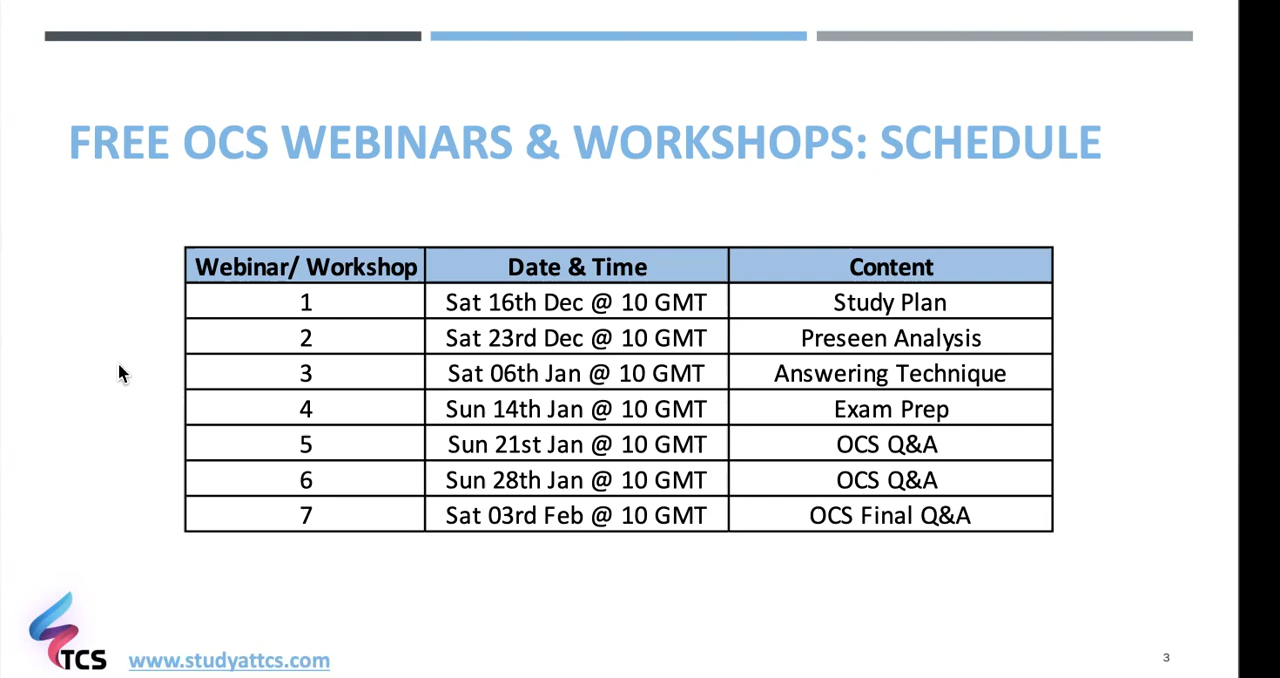 FREE OCS WEBINARS & WORKSHOPS: SCHEDULE
Webinar/ Workshop Date & Time Content
1 Sat 16th Dec @ 10 GMT Study Plan
2 Sat 23rd Dec @ 10 GMT Preseen Analysis
3 Sat 06th Jan @ 10 GMT Answering Technique
4 Sun 14th Jan @ 10 GMT Exam Prep
5 Sun 21st Jan @ 10 GMT OCS Q&A
6 Sun 28th Jan @ 10 GMT OCS Q&A
7 Sat 03rd Feb @ 10 GMT OCS Final Q&A
TCS www.studyattcs.com 3